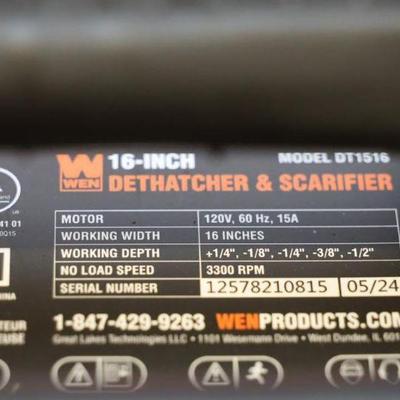 16-INCH MODEL DT1516
WEN DETHATCHER & SCARIFIER
MOTOR 120V, 60 Hz, 15A
WORKING WIDTH 16 INCHES
WORKING DEPTH +1/4", -1/8", -1/4", -3/8", -1/2"
NO LOAD SPEED 3300 RPM
SERIAL NUMBER 12578210815 05/24
1-847-429-9263 WENPRODUCTS.COM
Great Lakes Technologies LLC • 1101 Wesemann Drive • West Dundee, IL 601